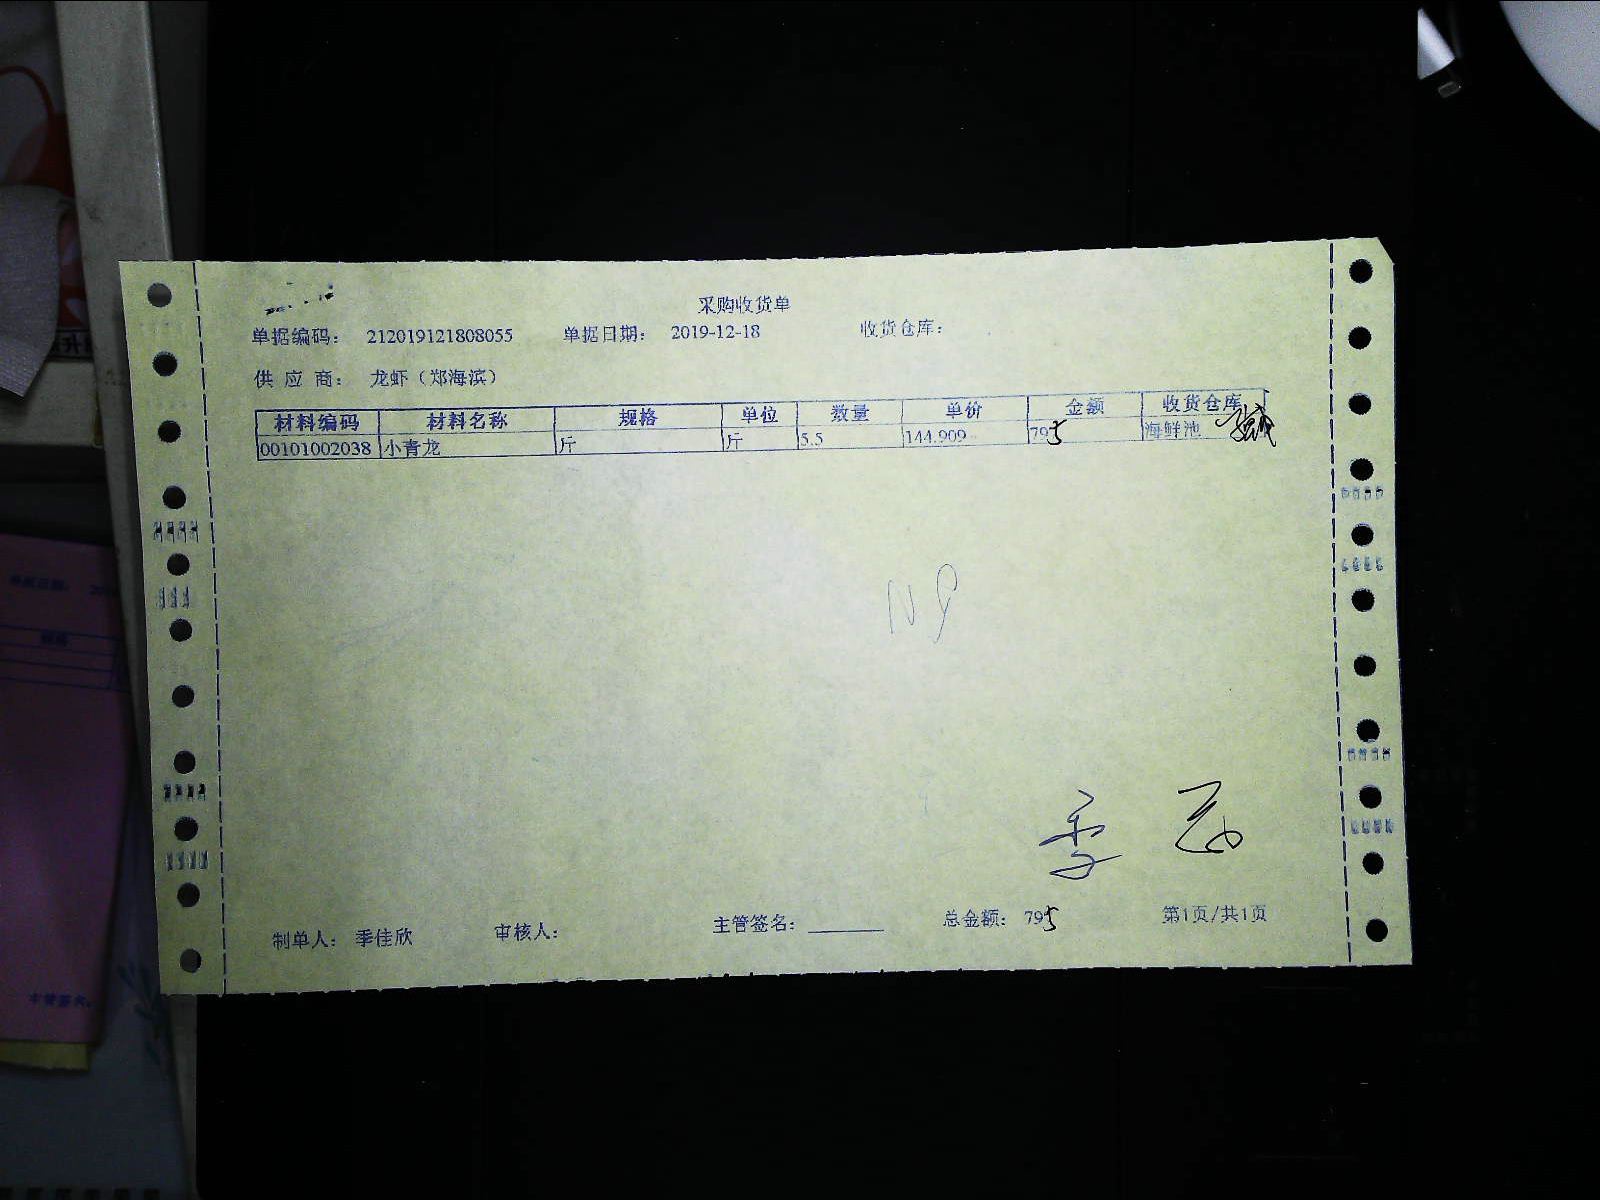 采购收货单
单据编码： 212019121808055 单据日期： 2019-12-18 收货仓库：
供 应 商： 龙虾（郑海滨）
材料编码 材料名称 规格 单位 数量 单价 金额 收货仓库
00101002038 小青龙 斤 斤 5.5 144.909 795 海鲜池
制单人： 季佳欣 审核人： 主管签名： 总金额： 795 第1页/共1页